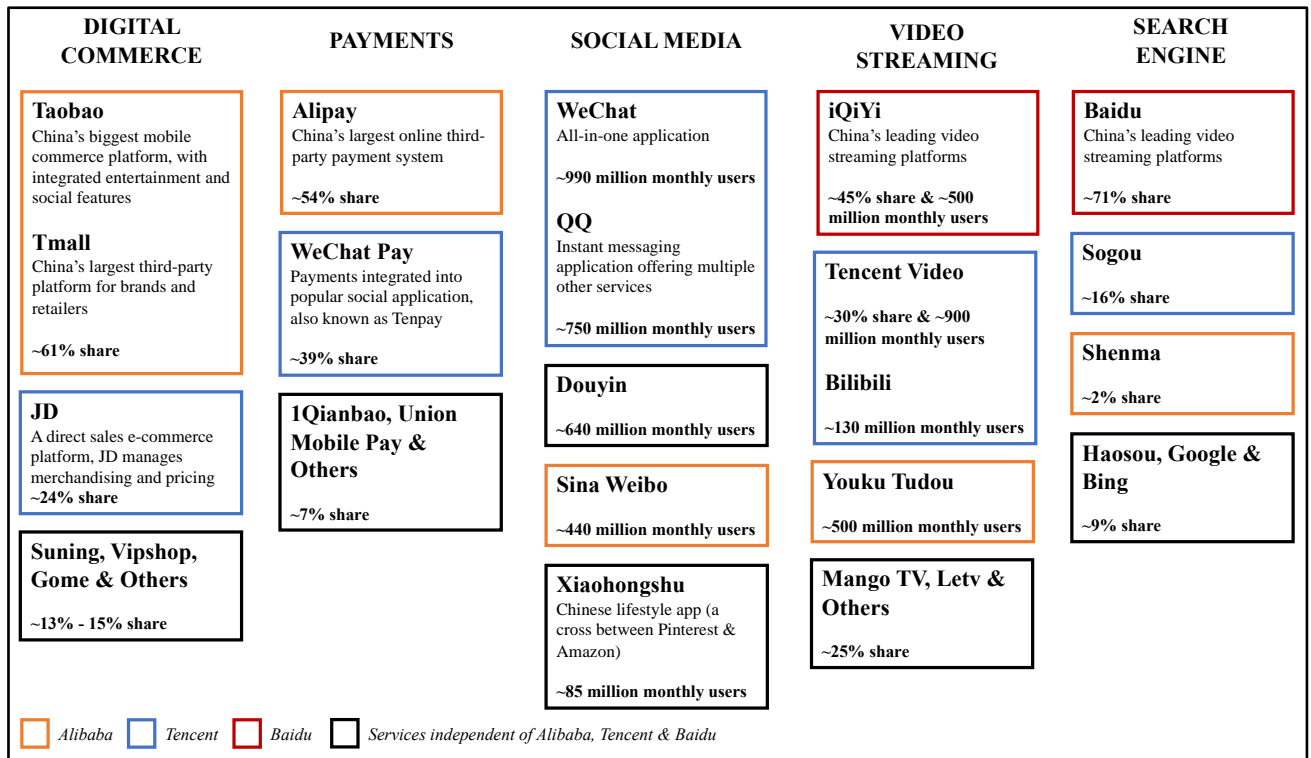 DIGITAL
COMMERCE
Taobao
China’s biggest mobile
commerce platform, with
integrated entertainment and
social features
Tmall
China’s largest third-party
platform for brands and
retailers
~61% share
JD
A direct sales e-commerce
platform, JD manages
merchandising and pricing
~24% share
Suning, Vipshop,
Gome & Others
~13% - 15% share
PAYMENTS
Alipay
China’s largest online third-
party payment system
~54% share
WeChat Pay
Payments integrated into
popular social application,
also known as Tenpay
~39% share
1Qianbao, Union
Mobile Pay &
Others
~7% share
SOCIAL MEDIA
WeChat
All-in-one application
~990 million monthly users
QQ
Instant messaging
application offering multiple
other services
~750 million monthly users
Douyin
~640 million monthly users
Sina Weibo
~440 million monthly users
Xiaohongshu
Chinese lifestyle app (a
cross between Pinterest &
Amazon)
~85 million monthly users
VIDEO
STREAMING
iQiYi
China’s leading video
streaming platforms
~45% share & ~500
million monthly users
Tencent Video
~30% share & ~900
million monthly users
Bilibili
~130 million monthly users
Youku Tudou
~500 million monthly users
Mango TV, Letv &
Others
~25% share
SEARCH
ENGINE
Baidu
China’s leading video
streaming platforms
~71% share
Sogou
~16% share
Shenma
~2% share
Haosou, Google &
Bing
~9% share
Alibaba
Tencent
Baidu
Services independent of Alibaba, Tencent & Baidu